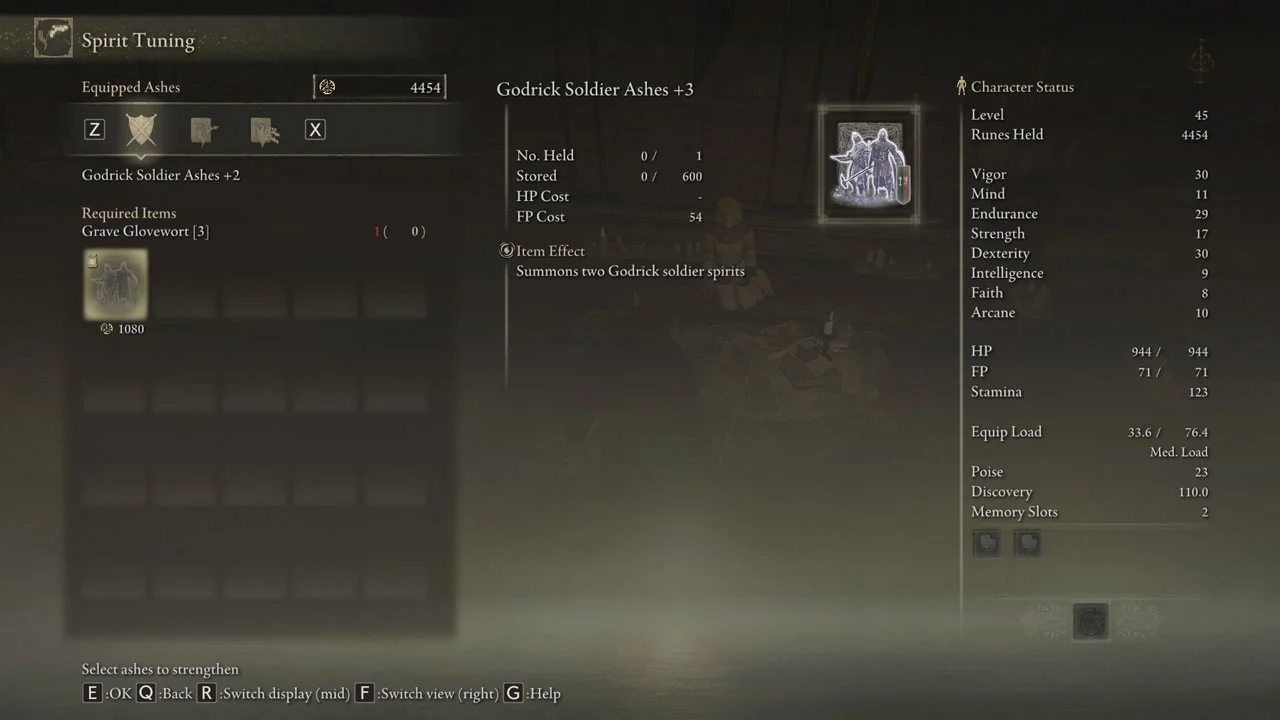 Spirit Tuning
Equipped Ashes 4454
Z X
Godrick Soldier Ashes +2
Required Items
Grave Glovewort [3] 1 ( 0 )
1080
Godrick Soldier Ashes +3
No. Held 0 / 1
Stored 0 / 600
HP Cost -
FP Cost 54
Item Effect
Summons two Godrick soldier spirits
Character Status
Level 45
Runes Held 4454
Vigor 30
Mind 11
Endurance 29
Strength 17
Dexterity 30
Intelligence 9
Faith 8
Arcane 10
HP 944 / 944
FP 71 / 71
Stamina 123
Equip Load 33.6 / 76.4
Med. Load
Poise 23
Discovery 110.0
Memory Slots 2
Select ashes to strengthen
E :OK Q :Back R :Switch display (mid) F :Switch view (right) G :Help